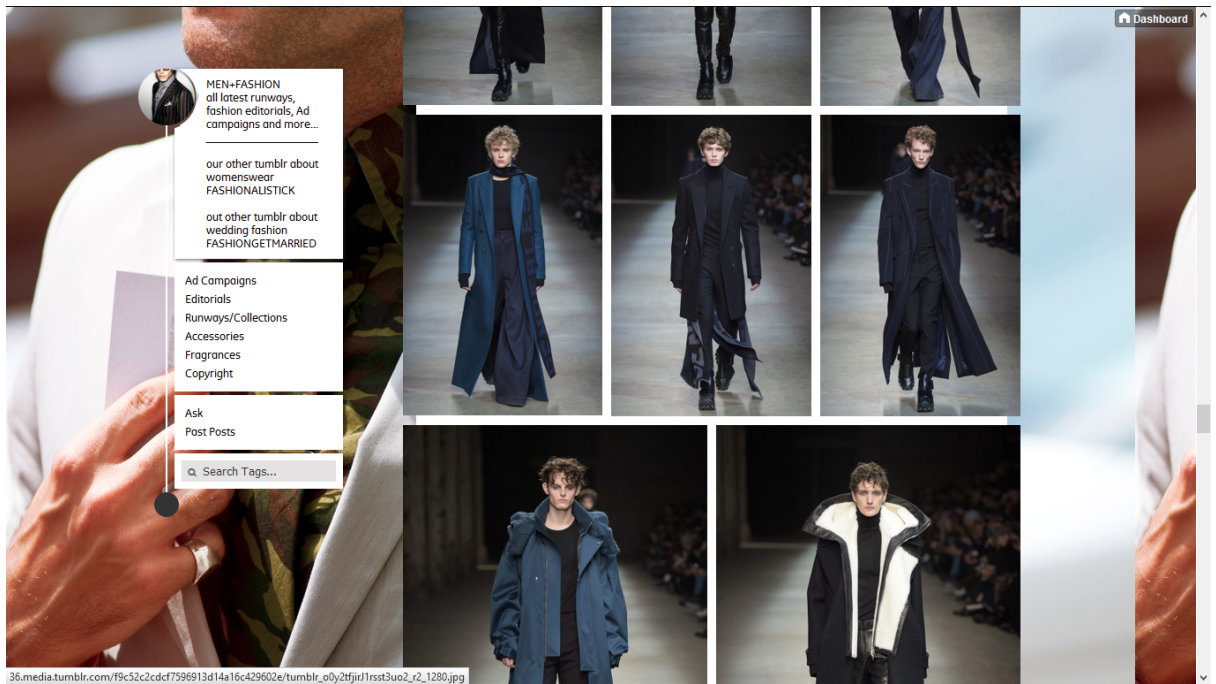 Dashboard
MEN+FASHION
all latest runways,
fashion editorials, Ad
campaigns and more...
our other tumblr about
womenswear
FASHIONALISTICK
out other tumblr about
wedding fashion
FASHIONGETMARRIED
Ad Campaigns
Editorials
Runways/Collections
Accessories
Fragrances
Copyright
Ask
Past Posts
Search Tags...
36.media.tumblr.com/f9c52c2cdcf7596913d14a16c429602e/tumblr_o0y2tfjirJ1rsst3uo2_r2_1280.jpg